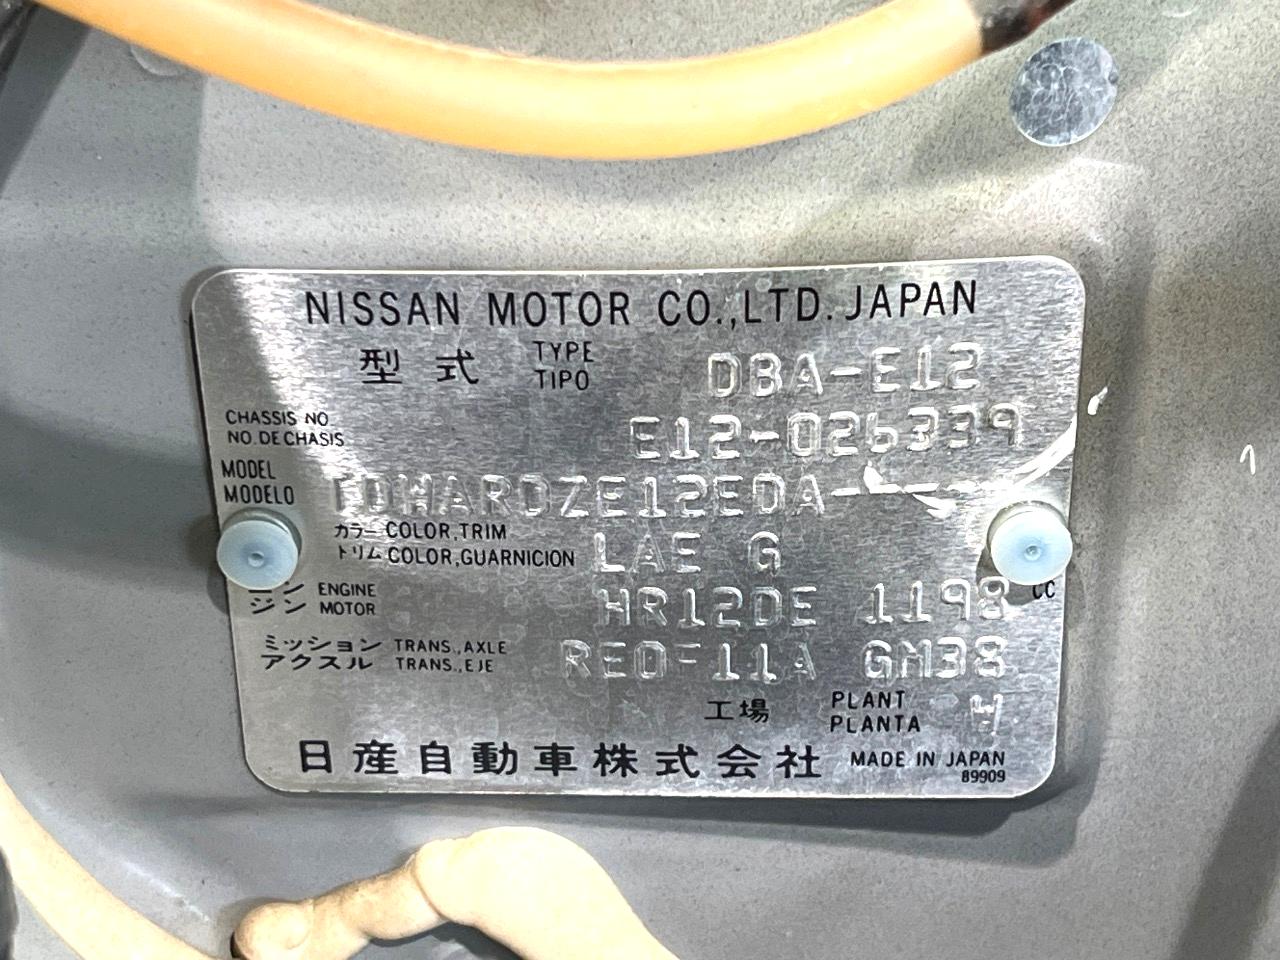 NISSAN MOTOR CO.,LTD. JAPAN
型式 TYPE TIPO DBA-E12
CHASSIS NO
NO. DE CHASIS E12-026339
MODEL
MODELO
カラー COLOR,TRIM
トリム COLOR,GUARNICION LAE G
ENGINE
ジン MOTOR HR12DE 1198 CC
ミッション TRANS.,AXLE
アクスル TRANS.,EJE RE0F11A GM38
工場 PLANT PLANTA W
日産自動車株式会社 MADE IN JAPAN
89909